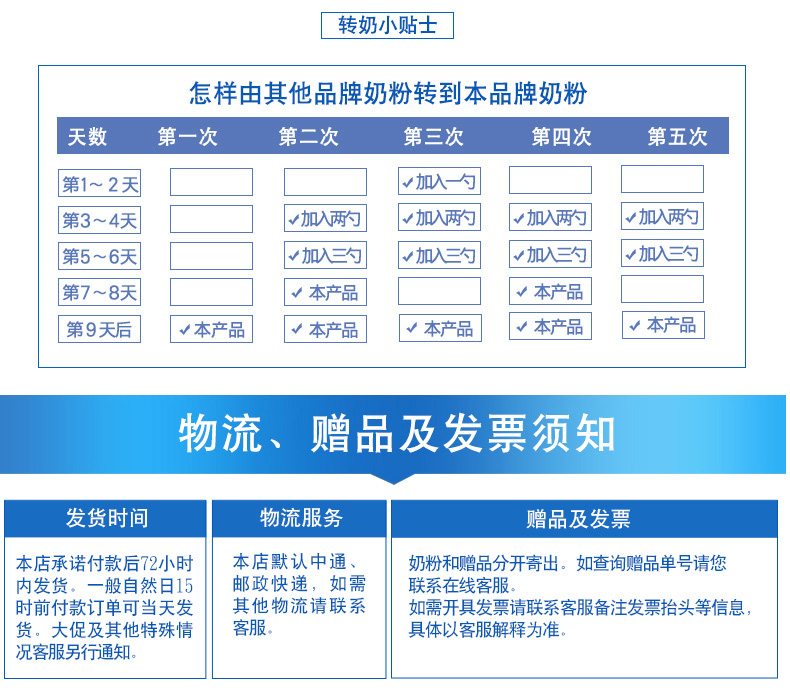 转奶小贴士
怎样由其他品牌奶粉转到本品牌奶粉
天数 第一次 第二次 第三次 第四次 第五次
第1～2天 ✓加入一勺
第3～4天 ✓加入两勺 ✓加入两勺 ✓加入两勺 ✓加入两勺
第5～6天 ✓加入三勺 ✓加入三勺 ✓加入三勺 ✓加入三勺
第7～8天 ✓本产品 ✓本产品
第9天后 ✓本产品 ✓本产品 ✓本产品 ✓本产品 ✓本产品
物流、赠品及发票须知
发货时间
本店承诺付款后72小时
内发货。一般自然日15
时前付款订单可当天发
货。大促及其他特殊情
况客服另行通知。
物流服务
本店默认中通、
邮政快递，如需
其他物流请联系
客服。
赠品及发票
奶粉和赠品分开寄出。如查询赠品单号请您
联系在线客服。
如需开具发票请联系客服备注发票抬头等信息，
具体以客服解释为准。